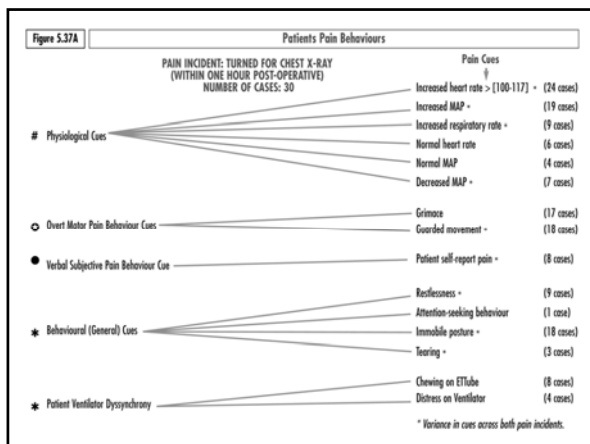 Figure 5.37A
Patients Pain Behaviours
PAIN INCIDENT: TURNED FOR CHEST X-RAY
(WITHIN ONE HOUR POST-OPERATIVE)
NUMBER OF CASES: 30
Pain Cues
# Physiological Cues
Increased heart rate > [100-117] * (24 cases)
Increased MAP * (19 cases)
Increased respiratory rate * (9 cases)
Normal heart rate (6 cases)
Normal MAP (4 cases)
Decreased MAP * (7 cases)
Overt Motor Pain Behaviour Cues
Grimace (17 cases)
Guarded movement * (18 cases)
Verbal Subjective Pain Behaviour Cue
Patient self-report pain * (8 cases)
* Behavioural (General) Cues
Restlessness * (9 cases)
Attention-seeking behaviour (1 case)
Immobile posture * (18 cases)
Tearing * (3 cases)
* Patient Ventilator Dyssynchrony
Chewing on ETTube (8 cases)
Distress on Ventilator (4 cases)
* Variance in cues across both pain incidents.